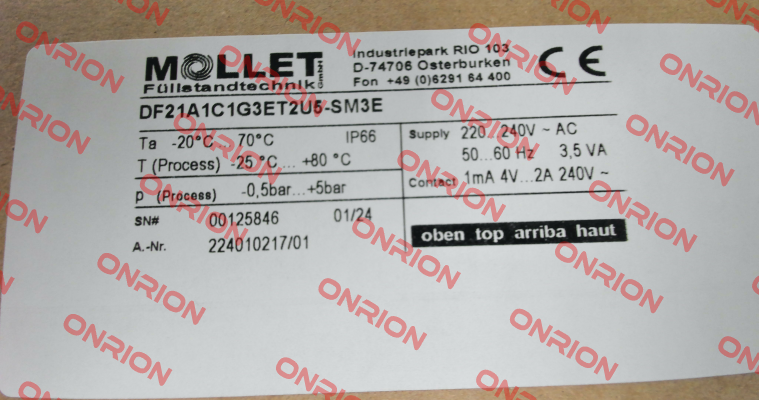 MOLLET
Füllstandtechnik GmbH
Industriepark RIO 103
D-74706 Osterburken
Fon +49 (0)6291 64 400
CE
DF21A1C1G3ET2U5-SM3E
Ta -20°C 70°C IP66
T (Process) -25 °C ... +80 °C
p (Process) -0,5bar... +5bar
SN# 00125846 01/24
A.-Nr. 224010217/01
Supply 220 240V ~ AC
50...60 Hz 3,5 VA
Contact 1mA 4V...2A 240V ~
oben top arriba haut
ONRION